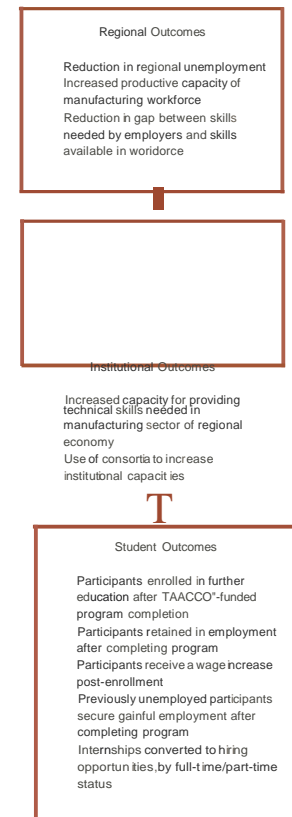 Regional Outcomes
Reduction in regional unemployment
Increased productive capacity of
manufacturing workforce
Reduction in gap between skills
needed by employers and skills
available in woridorce
Institutional Outcomes
Increased capacity for providing
technical skills needed in
manufacturing sector of regional
economy
Use of consortia to increase
institutional capacit ies
T
Student Outcomes
Participants enrolled in further
education after TAACCO"-funded
program completion
Participants retained in employment
after completing program
Participants receive a wage increase
post-enrollment
Previously unemployed participants
secure gainful employment after
completing program
Internships converted to hiring
opportun ities,by full-time/part-time
status